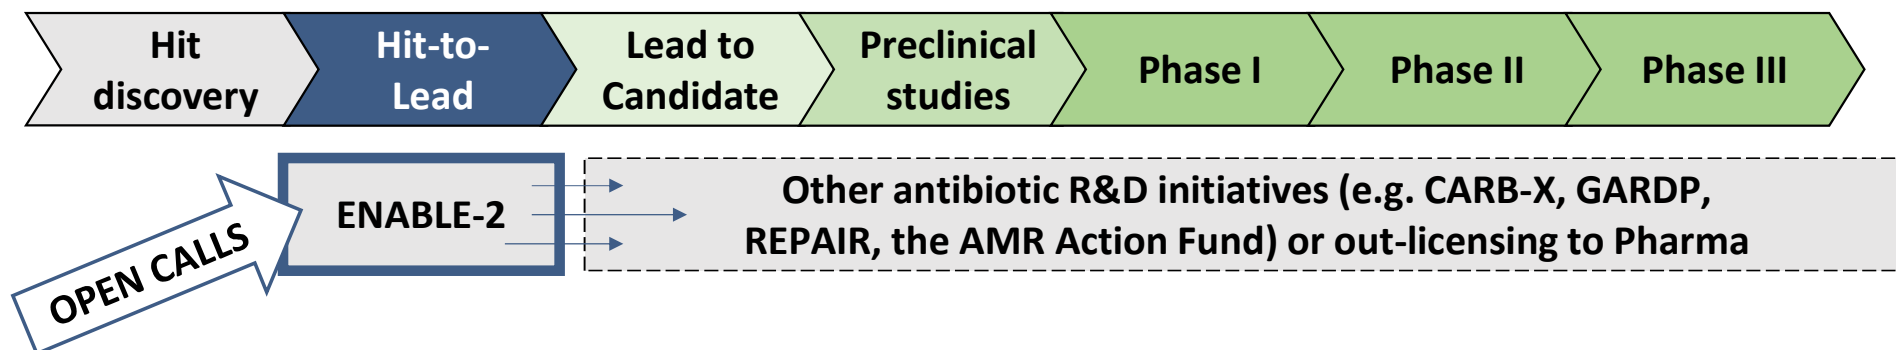 Hit
discovery
Hit-to-
Lead
Lead to
Candidate
Preclinical
studies
Phase I
Phase II
Phase III
OPEN CALLS
ENABLE-2
Other antibiotic R&D initiatives (e.g. CARB-X, GARDP,
REPAIR, the AMR Action Fund) or out-licensing to Pharma